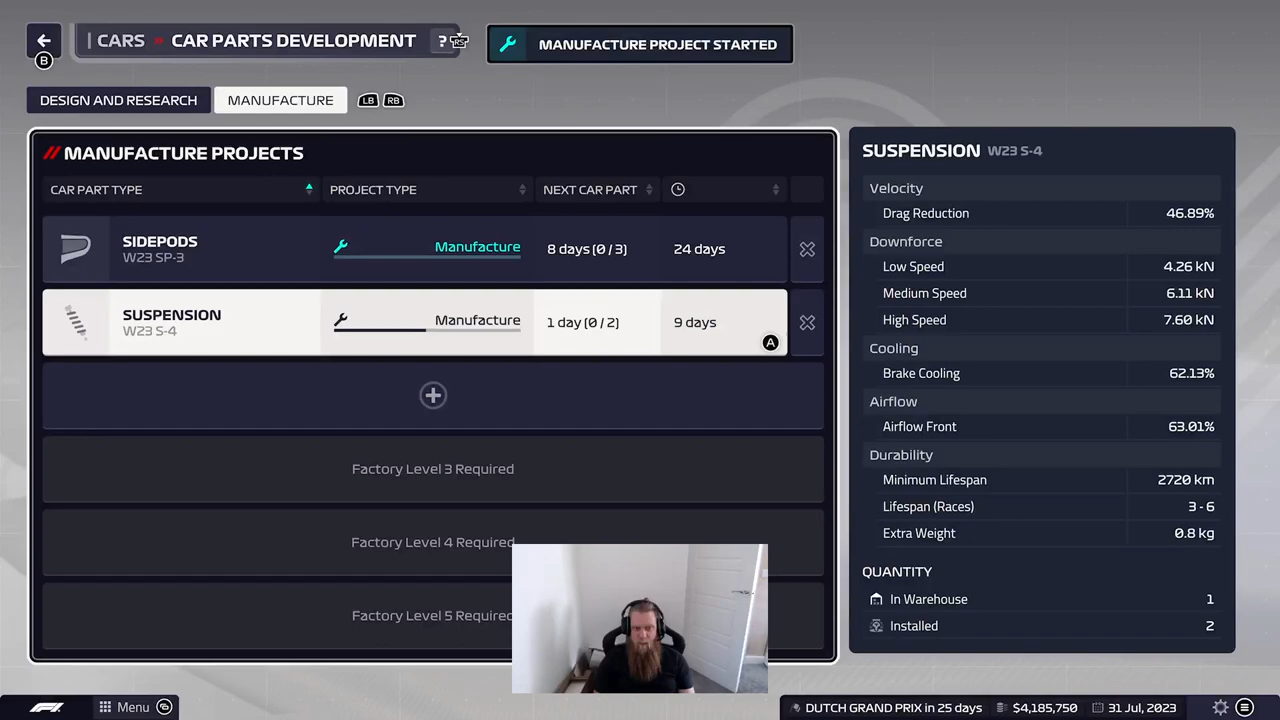 CARS » CAR PARTS DEVELOPMENT ? RS
B
MANUFACTURE PROJECT STARTED
DESIGN AND RESEARCH MANUFACTURE LB RB
MANUFACTURE PROJECTS
CAR PART TYPE PROJECT TYPE NEXT CAR PART
SIDEPODS
W23 SP-3
Manufacture 8 days (0 / 3) 24 days
SUSPENSION
W23 S-4
Manufacture 1 day (0 / 2) 9 days
A
Factory Level 3 Required
Factory Level 4 Required
Factory Level 5 Required
SUSPENSION W23 S-4
Velocity
Drag Reduction 46.89%
Downforce
Low Speed 4.26 kN
Medium Speed 6.11 kN
High Speed 7.60 kN
Cooling
Brake Cooling 62.13%
Airflow
Airflow Front 63.01%
Durability
Minimum Lifespan 2720 km
Lifespan (Races) 3 - 6
Extra Weight 0.8 kg
QUANTITY
In Warehouse 1
Installed 2
F1 Menu DUTCH GRAND PRIX in 25 days $4,185,750 31 Jul, 2023